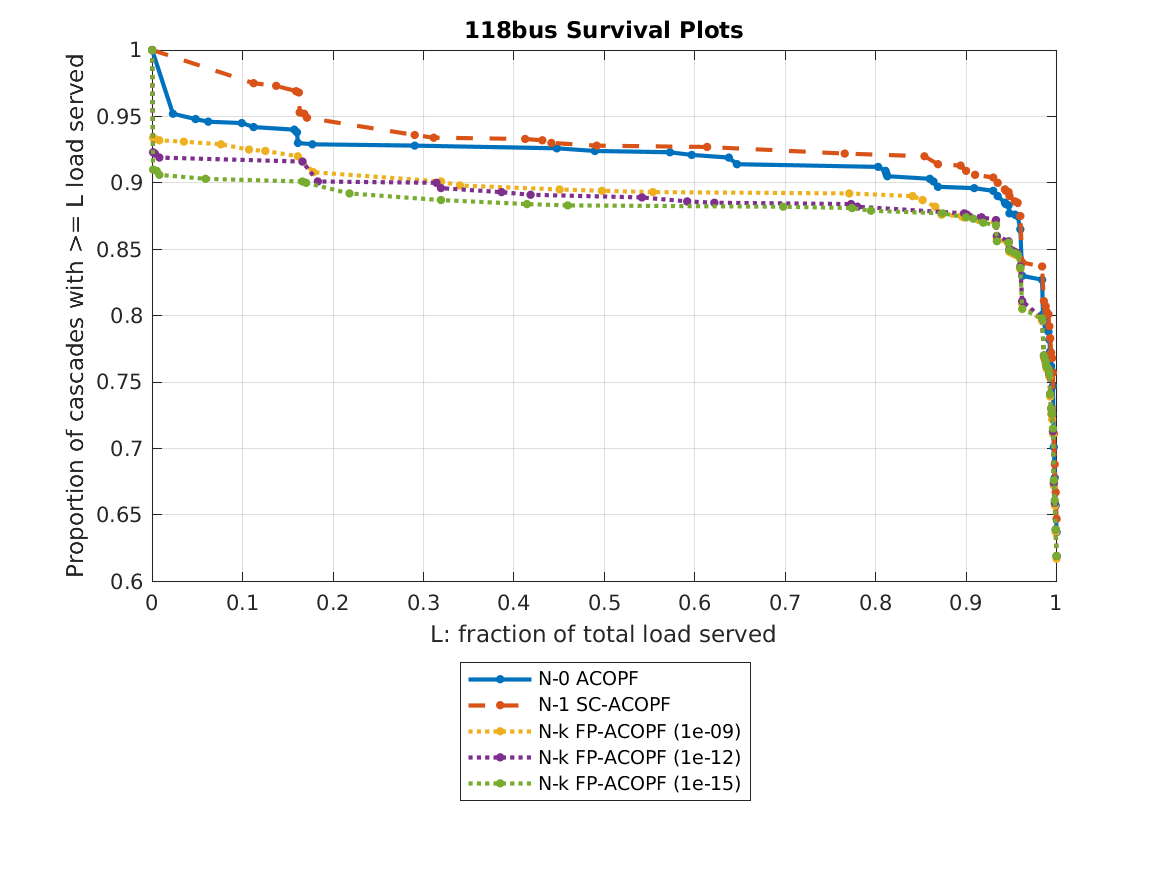 118bus Survival Plots
Proportion of cascades with >= L load served
1
0.95
0.9
0.85
0.8
0.75
0.7
0.65
0.6
0 0.1 0.2 0.3 0.4 0.5 0.6 0.7 0.8 0.9 1
L: fraction of total load served
N-0 ACOPF
N-1 SC-ACOPF
N-k FP-ACOPF (1e-09)
N-k FP-ACOPF (1e-12)
N-k FP-ACOPF (1e-15)